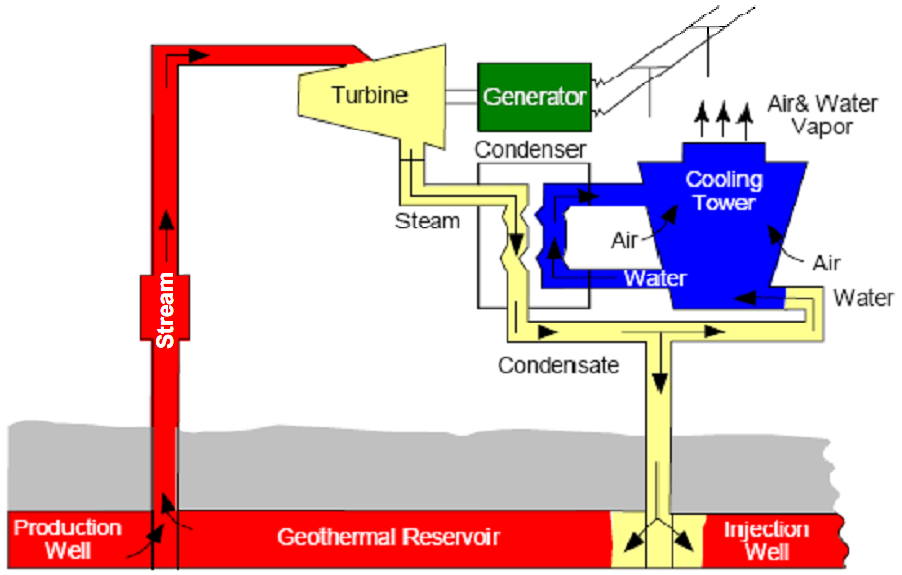 Turbine
Generator
Air& Water
Vapor
Condenser
Cooling
Tower
Steam
Air
Air
Water
Water
Stream
Condensate
Production
Well
Geothermal Reservoir
Injection
Well